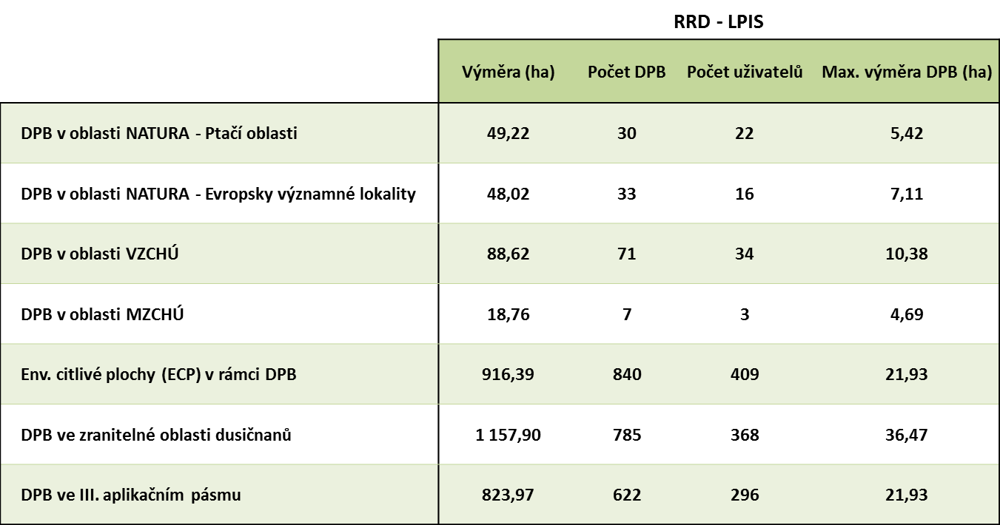 RRD - LPIS
Výměra (ha) Počet DPB Počet uživatelů Max. výměra DPB (ha)
DPB v oblasti NATURA - Ptačí oblasti 49,22 30 22 5,42
DPB v oblasti NATURA - Evropsky významné lokality 48,02 33 16 7,11
DPB v oblasti VZCHÚ 88,62 71 34 10,38
DPB v oblasti MZCHÚ 18,76 7 3 4,69
Env. citlivé plochy (ECP) v rámci DPB 916,39 840 409 21,93
DPB ve zranitelné oblasti dusičnanů 1 157,90 785 368 36,47
DPB ve III. aplikačním pásmu 823,97 622 296 21,93